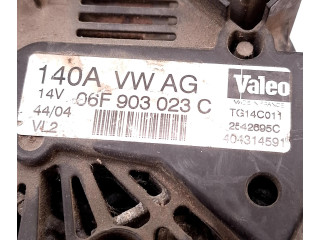 140A VW AG
Valeo
MADE IN FRANCE
14V 06F 903 023 C
TG14C011
44/04
2542695C
VL2
404314591